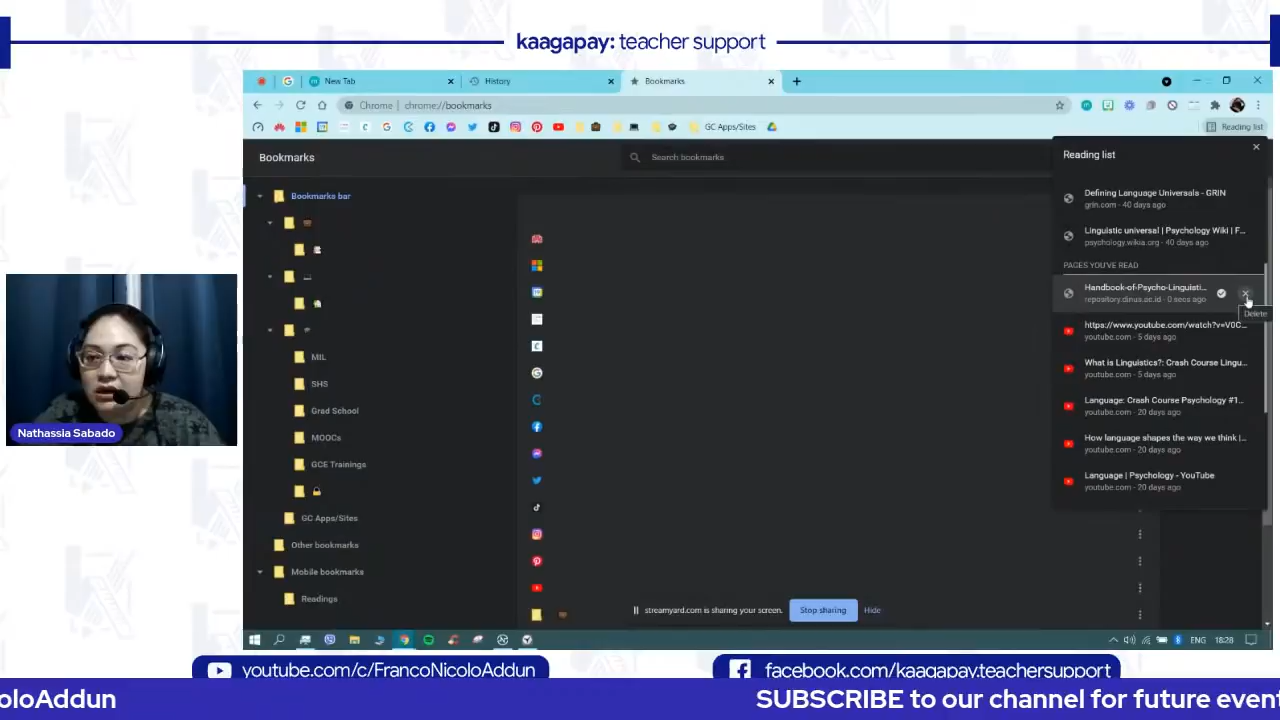 kaagapay: teacher support
New Tab
History
Bookmarks
Chrome | chrome://bookmarks
GC Apps/Sites
Reading list
Bookmarks
Search bookmarks
Reading list
Defining Language Universals - GRIN
grin.com - 40 days ago
Linguistic universal | Psychology Wiki | F...
psychology.wikia.org - 40 days ago
PAGES YOU'VE READ
Handbook-of-Psycho-Linguisti...
repository.dinus.ac.id - 0 secs ago
Delete
https://www.youtube.com/watch?v=V0C...
youtube.com - 5 days ago
What is Linguistics?: Crash Course Lingu...
youtube.com - 5 days ago
Language: Crash Course Psychology #1...
youtube.com - 20 days ago
How language shapes the way we think |...
youtube.com - 20 days ago
Language | Psychology - YouTube
youtube.com - 20 days ago
Bookmarks bar
MIL
SHS
Grad School
MOOCs
GCE Trainings
GC Apps/Sites
Other bookmarks
Mobile bookmarks
Readings
Nathassia Sabado
streamyard.com is sharing your screen.
Stop sharing
Hide
ENG
18:28
youtube.com/c/FrancoNicoloAddun
facebook.com/kaagapay.teachersupport
oloAddun
SUBSCRIBE to our channel for future event